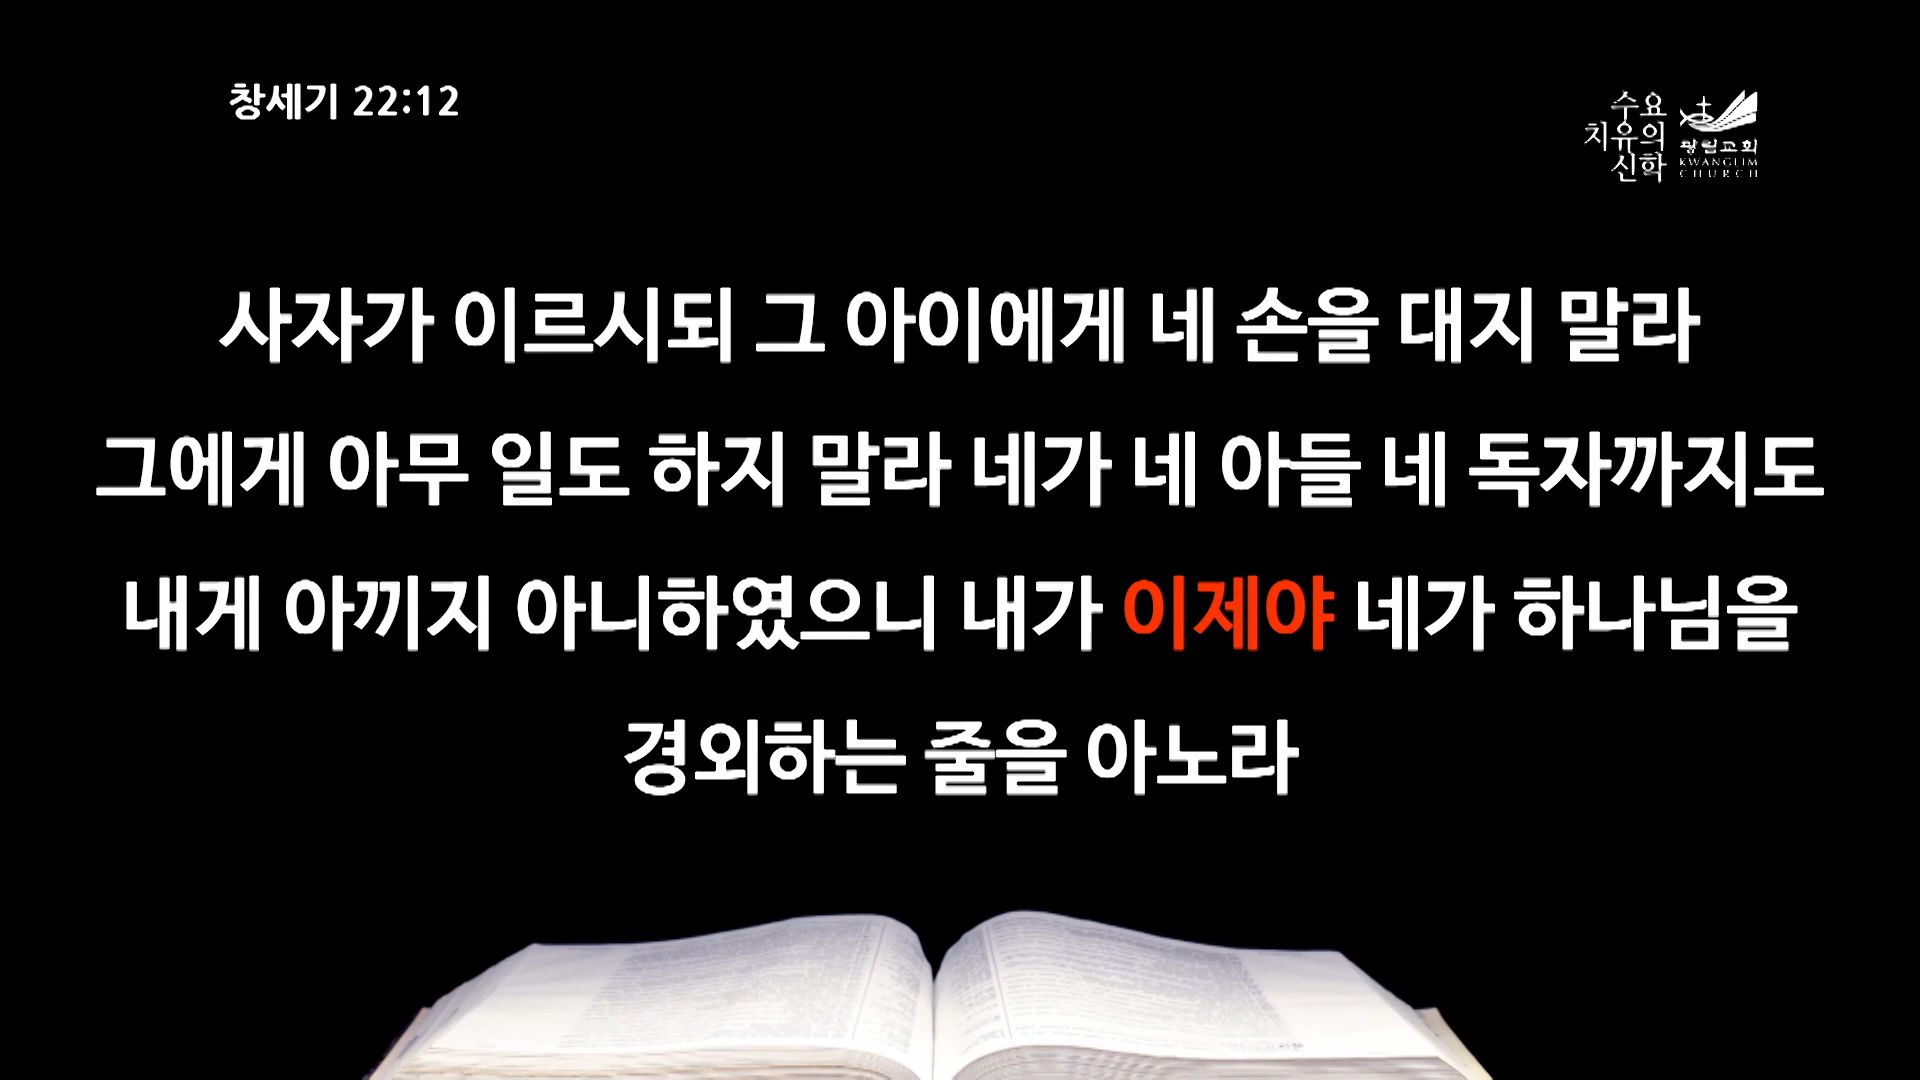 창세기 22:12
수요
치유의
신학
광림교회
KWANGLIM
CHURCH
사자가 이르시되 그 아이에게 네 손을 대지 말라
그에게 아무 일도 하지 말라 네가 네 아들 네 독자까지도
내게 아끼지 아니하였으니 내가 이제야 네가 하나님을
경외하는 줄을 아노라